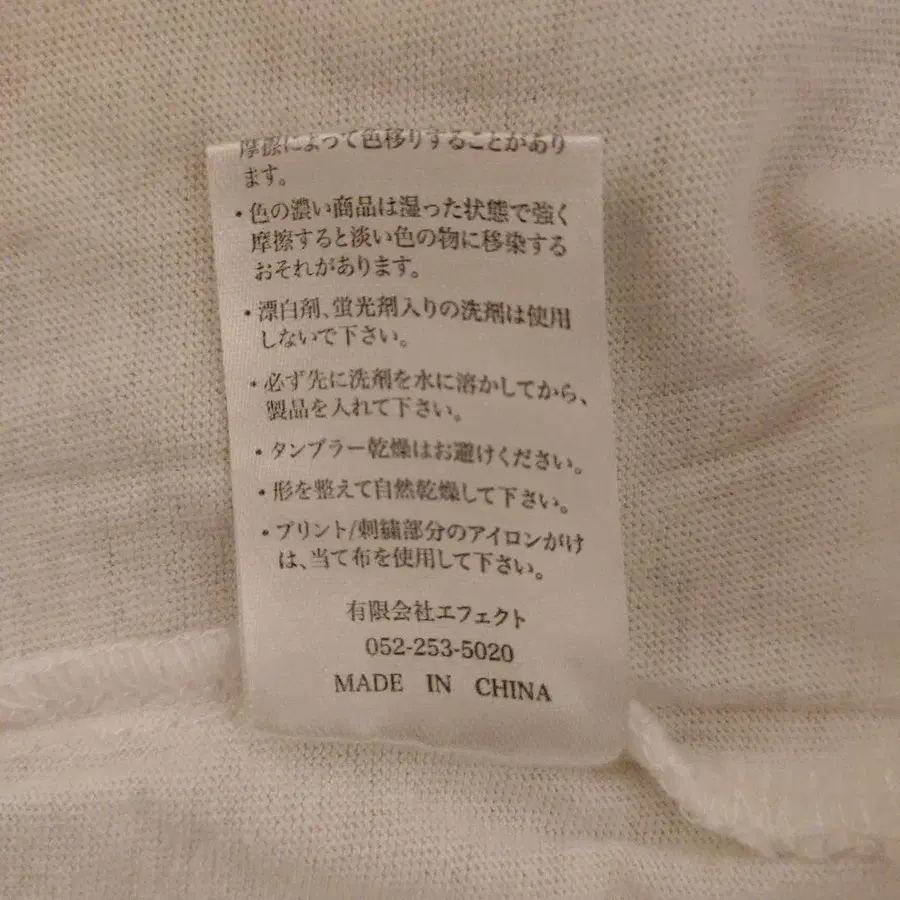 摩擦によって色移りすることがあり
ます。
・色の濃い商品は湿った状態で強く
摩擦すると淡い色の物に移染する
おそれがあります。
・漂白剤、蛍光剤入りの洗剤は使用
しないで下さい。
・必ず先に洗剤を水に溶かしてから、
製品を入れて下さい。
・タンブラー乾燥はお避けください。
・形を整えて自然乾燥して下さい。
・プリント/刺繍部分のアイロンがけ
は、当て布を使用して下さい。
有限会社エフェクト
052-253-5020
MADE IN CHINA